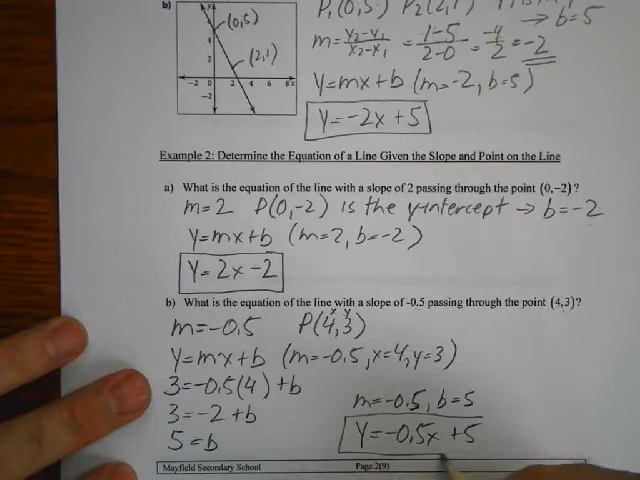 b)
(0,5)
(2,1)
P₁(0,5) P₂(2,1)
→ b=5
m = y₂-y₁/x₂-x₁ = 1-5/2-0 = -4/2 = -2
y=mx+b (m=-2, b=5)
y=-2x+5
Example 2: Determine the Equation of a Line Given the Slope and Point on the Line
a) What is the equation of the line with a slope of 2 passing through the point (0,-2)?
m=2 P(0,-2) is the y-intercept → b=-2
y=mx+b (m=2, b=-2)
y=2x-2
b) What is the equation of the line with a slope of -0.5 passing through the point (4,3)?
x y
m=-0.5 P(4,3)
y=mx+b (m=-0.5, x=4, y=3)
3=-0.5(4)+b
3=-2+b
5=b
m=-0.5, b=5
y=-0.5x+5
Mayfield Secondary School Page 2(9)